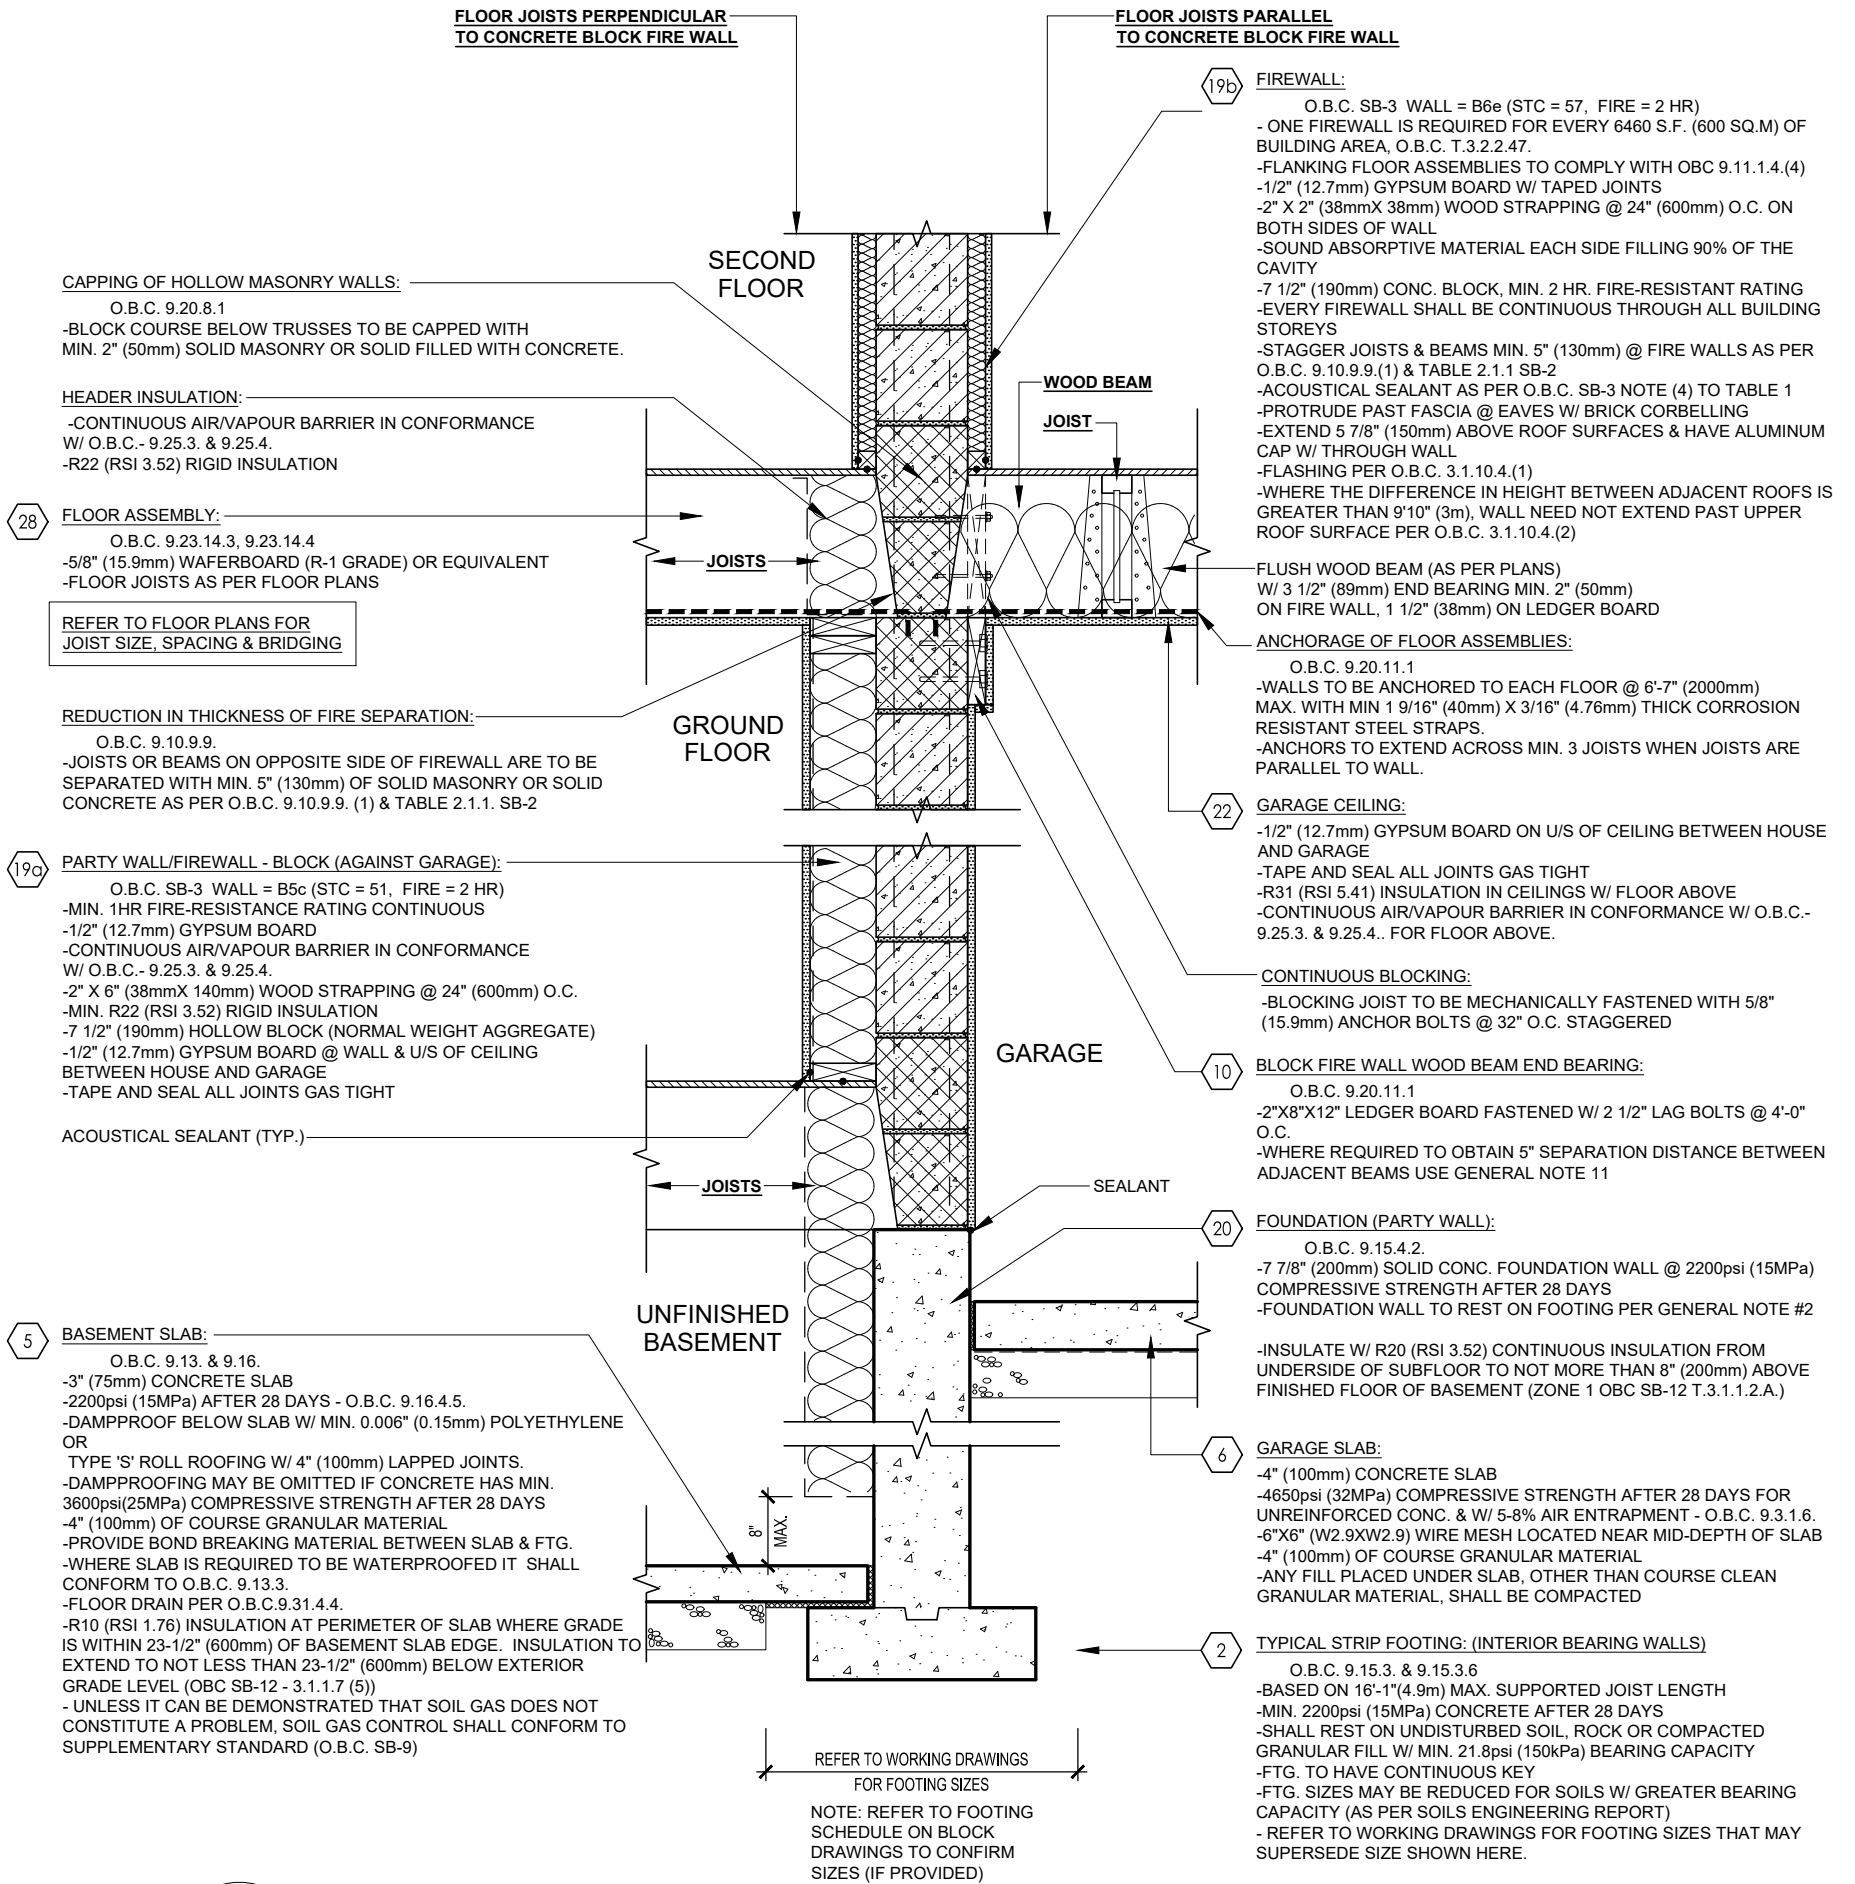 FLOOR JOISTS PERPENDICULAR
TO CONCRETE BLOCK FIRE WALL
FLOOR JOISTS PARALLEL
TO CONCRETE BLOCK FIRE WALL
CAPPING OF HOLLOW MASONRY WALLS:
O.B.C. 9.20.8.1
-BLOCK COURSE BELOW TRUSSES TO BE CAPPED WITH
MIN. 2" (50mm) SOLID MASONRY OR SOLID FILLED WITH CONCRETE.
HEADER INSULATION:
-CONTINUOUS AIR/VAPOUR BARRIER IN CONFORMANCE
W/ O.B.C.- 9.25.3. & 9.25.4.
-R22 (RSI 3.52) RIGID INSULATION
28
FLOOR ASSEMBLY:
O.B.C. 9.23.14.3, 9.23.14.4
-5/8" (15.9mm) WAFERBOARD (R-1 GRADE) OR EQUIVALENT
-FLOOR JOISTS AS PER FLOOR PLANS
REFER TO FLOOR PLANS FOR
JOIST SIZE, SPACING & BRIDGING
REDUCTION IN THICKNESS OF FIRE SEPARATION:
O.B.C. 9.10.9.9.
-JOISTS OR BEAMS ON OPPOSITE SIDE OF FIREWALL ARE TO BE
SEPARATED WITH MIN. 5" (130mm) OF SOLID MASONRY OR SOLID
CONCRETE AS PER O.B.C. 9.10.9.9. (1) & TABLE 2.1.1. SB-2
19a
PARTY WALL/FIREWALL - BLOCK (AGAINST GARAGE):
O.B.C. SB-3 WALL = B5c (STC = 51, FIRE = 2 HR)
-MIN. 1HR FIRE-RESISTANCE RATING CONTINUOUS
-1/2" (12.7mm) GYPSUM BOARD
-CONTINUOUS AIR/VAPOUR BARRIER IN CONFORMANCE
W/ O.B.C.- 9.25.3. & 9.25.4.
-2" X 6" (38mmX 140mm) WOOD STRAPPING @ 24" (600mm) O.C.
-MIN. R22 (RSI 3.52) RIGID INSULATION
-7 1/2" (190mm) HOLLOW BLOCK (NORMAL WEIGHT AGGREGATE)
-1/2" (12.7mm) GYPSUM BOARD @ WALL & U/S OF CEILING
BETWEEN HOUSE AND GARAGE
-TAPE AND SEAL ALL JOINTS GAS TIGHT
ACOUSTICAL SEALANT (TYP.)
5
BASEMENT SLAB:
O.B.C. 9.13. & 9.16.
-3" (75mm) CONCRETE SLAB
-2200psi (15MPa) AFTER 28 DAYS - O.B.C. 9.16.4.5.
-DAMPPROOF BELOW SLAB W/ MIN. 0.006" (0.15mm) POLYETHYLENE
OR
TYPE 'S' ROLL ROOFING W/ 4" (100mm) LAPPED JOINTS.
-DAMPPROOFING MAY BE OMITTED IF CONCRETE HAS MIN.
3600psi(25MPa) COMPRESSIVE STRENGTH AFTER 28 DAYS
-4" (100mm) OF COURSE GRANULAR MATERIAL
-PROVIDE BOND BREAKING MATERIAL BETWEEN SLAB & FTG.
-WHERE SLAB IS REQUIRED TO BE WATERPROOFED IT SHALL
CONFORM TO O.B.C. 9.13.3.
-FLOOR DRAIN PER O.B.C.9.31.4.4.
-R10 (RSI 1.76) INSULATION AT PERIMETER OF SLAB WHERE GRADE
IS WITHIN 23-1/2" (600mm) OF BASEMENT SLAB EDGE. INSULATION TO
EXTEND TO NOT LESS THAN 23-1/2" (600mm) BELOW EXTERIOR
GRADE LEVEL (OBC SB-12 - 3.1.1.7 (5))
- UNLESS IT CAN BE DEMONSTRATED THAT SOIL GAS DOES NOT
CONSTITUTE A PROBLEM, SOIL GAS CONTROL SHALL CONFORM TO
SUPPLEMENTARY STANDARD (O.B.C. SB-9)
SECOND
FLOOR
WOOD BEAM
JOIST
JOISTS
GROUND
FLOOR
GARAGE
JOISTS
SEALANT
UNFINISHED
BASEMENT
8"
MAX.
REFER TO WORKING DRAWINGS
FOR FOOTING SIZES
NOTE: REFER TO FOOTING
SCHEDULE ON BLOCK
DRAWINGS TO CONFIRM
SIZES (IF PROVIDED)
19b
FIREWALL:
O.B.C. SB-3 WALL = B6e (STC = 57, FIRE = 2 HR)
- ONE FIREWALL IS REQUIRED FOR EVERY 6460 S.F. (600 SQ.M) OF
BUILDING AREA, O.B.C. T.3.2.2.47.
-FLANKING FLOOR ASSEMBLIES TO COMPLY WITH OBC 9.11.1.4.(4)
-1/2" (12.7mm) GYPSUM BOARD W/ TAPED JOINTS
-2" X 2" (38mmX 38mm) WOOD STRAPPING @ 24" (600mm) O.C. ON
BOTH SIDES OF WALL
-SOUND ABSORPTIVE MATERIAL EACH SIDE FILLING 90% OF THE
CAVITY
-7 1/2" (190mm) CONC. BLOCK, MIN. 2 HR. FIRE-RESISTANT RATING
-EVERY FIREWALL SHALL BE CONTINUOUS THROUGH ALL BUILDING
STOREYS
-STAGGER JOISTS & BEAMS MIN. 5" (130mm) @ FIRE WALLS AS PER
O.B.C. 9.10.9.9.(1) & TABLE 2.1.1 SB-2
-ACOUSTICAL SEALANT AS PER O.B.C. SB-3 NOTE (4) TO TABLE 1
-PROTRUDE PAST FASCIA @ EAVES W/ BRICK CORBELLING
-EXTEND 5 7/8" (150mm) ABOVE ROOF SURFACES & HAVE ALUMINUM
CAP W/ THROUGH WALL
-FLASHING PER O.B.C. 3.1.10.4.(1)
-WHERE THE DIFFERENCE IN HEIGHT BETWEEN ADJACENT ROOFS IS
GREATER THAN 9'10" (3m), WALL NEED NOT EXTEND PAST UPPER
ROOF SURFACE PER O.B.C. 3.1.10.4.(2)
FLUSH WOOD BEAM (AS PER PLANS)
W/ 3 1/2" (89mm) END BEARING MIN. 2" (50mm)
ON FIRE WALL, 1 1/2" (38mm) ON LEDGER BOARD
ANCHORAGE OF FLOOR ASSEMBLIES:
O.B.C. 9.20.11.1
-WALLS TO BE ANCHORED TO EACH FLOOR @ 6'-7" (2000mm)
MAX. WITH MIN 1 9/16" (40mm) X 3/16" (4.76mm) THICK CORROSION
RESISTANT STEEL STRAPS.
-ANCHORS TO EXTEND ACROSS MIN. 3 JOISTS WHEN JOISTS ARE
PARALLEL TO WALL.
22
GARAGE CEILING:
-1/2" (12.7mm) GYPSUM BOARD ON U/S OF CEILING BETWEEN HOUSE
AND GARAGE
-TAPE AND SEAL ALL JOINTS GAS TIGHT
-R31 (RSI 5.41) INSULATION IN CEILINGS W/ FLOOR ABOVE
-CONTINUOUS AIR/VAPOUR BARRIER IN CONFORMANCE W/ O.B.C.-
9.25.3. & 9.25.4.. FOR FLOOR ABOVE.
CONTINUOUS BLOCKING:
-BLOCKING JOIST TO BE MECHANICALLY FASTENED WITH 5/8"
(15.9mm) ANCHOR BOLTS @ 32" O.C. STAGGERED
10
BLOCK FIRE WALL WOOD BEAM END BEARING:
O.B.C. 9.20.11.1
-2"X8"X12" LEDGER BOARD FASTENED W/ 2 1/2" LAG BOLTS @ 4'-0"
O.C.
-WHERE REQUIRED TO OBTAIN 5" SEPARATION DISTANCE BETWEEN
ADJACENT BEAMS USE GENERAL NOTE 11
20
FOUNDATION (PARTY WALL):
O.B.C. 9.15.4.2.
-7 7/8" (200mm) SOLID CONC. FOUNDATION WALL @ 2200psi (15MPa)
COMPRESSIVE STRENGTH AFTER 28 DAYS
-FOUNDATION WALL TO REST ON FOOTING PER GENERAL NOTE #2
-INSULATE W/ R20 (RSI 3.52) CONTINUOUS INSULATION FROM
UNDERSIDE OF SUBFLOOR TO NOT MORE THAN 8" (200mm) ABOVE
FINISHED FLOOR OF BASEMENT (ZONE 1 OBC SB-12 T.3.1.1.2.A.)
6
GARAGE SLAB:
-4" (100mm) CONCRETE SLAB
-4650psi (32MPa) COMPRESSIVE STRENGTH AFTER 28 DAYS FOR
UNREINFORCED CONC. & W/ 5-8% AIR ENTRAPMENT - O.B.C. 9.3.1.6.
-6"X6" (W2.9XW2.9) WIRE MESH LOCATED NEAR MID-DEPTH OF SLAB
-4" (100mm) OF COURSE GRANULAR MATERIAL
-ANY FILL PLACED UNDER SLAB, OTHER THAN COURSE CLEAN
GRANULAR MATERIAL, SHALL BE COMPACTED
2
TYPICAL STRIP FOOTING: (INTERIOR BEARING WALLS)
O.B.C. 9.15.3. & 9.15.3.6
-BASED ON 16'-1"(4.9m) MAX. SUPPORTED JOIST LENGTH
-MIN. 2200psi (15MPa) CONCRETE AFTER 28 DAYS
-SHALL REST ON UNDISTURBED SOIL, ROCK OR COMPACTED
GRANULAR FILL W/ MIN. 21.8psi (150kPa) BEARING CAPACITY
-FTG. TO HAVE CONTINUOUS KEY
-FTG. SIZES MAY BE REDUCED FOR SOILS W/ GREATER BEARING
CAPACITY (AS PER SOILS ENGINEERING REPORT)
- REFER TO WORKING DRAWINGS FOR FOOTING SIZES THAT MAY
SUPERSEDE SIZE SHOWN HERE.